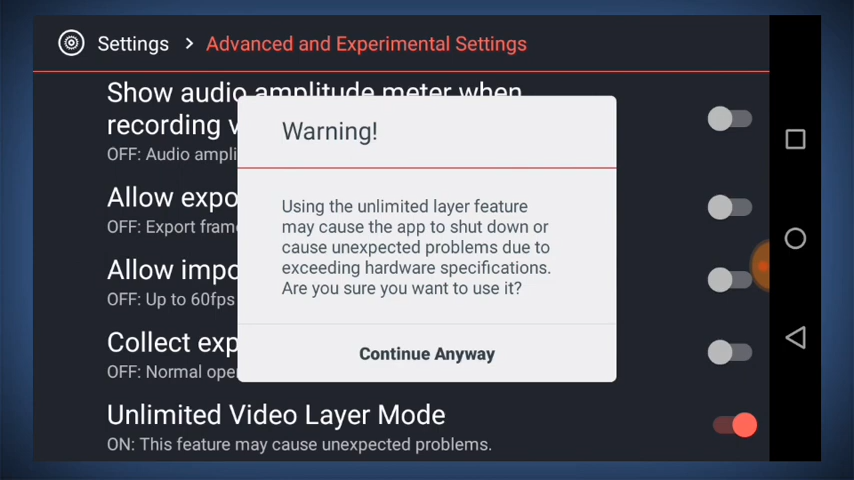 Settings > Advanced and Experimental Settings
Show audio amplitude meter when
recording v
OFF: Audio ampli
Warning!
Allow expo
OFF: Export frame
Using the unlimited layer feature
may cause the app to shut down or
cause unexpected problems due to
exceeding hardware specifications.
Are you sure you want to use it?
Allow impo
OFF: Up to 60fps
Collect exp
OFF: Normal oper
Continue Anyway
Unlimited Video Layer Mode
ON: This feature may cause unexpected problems.